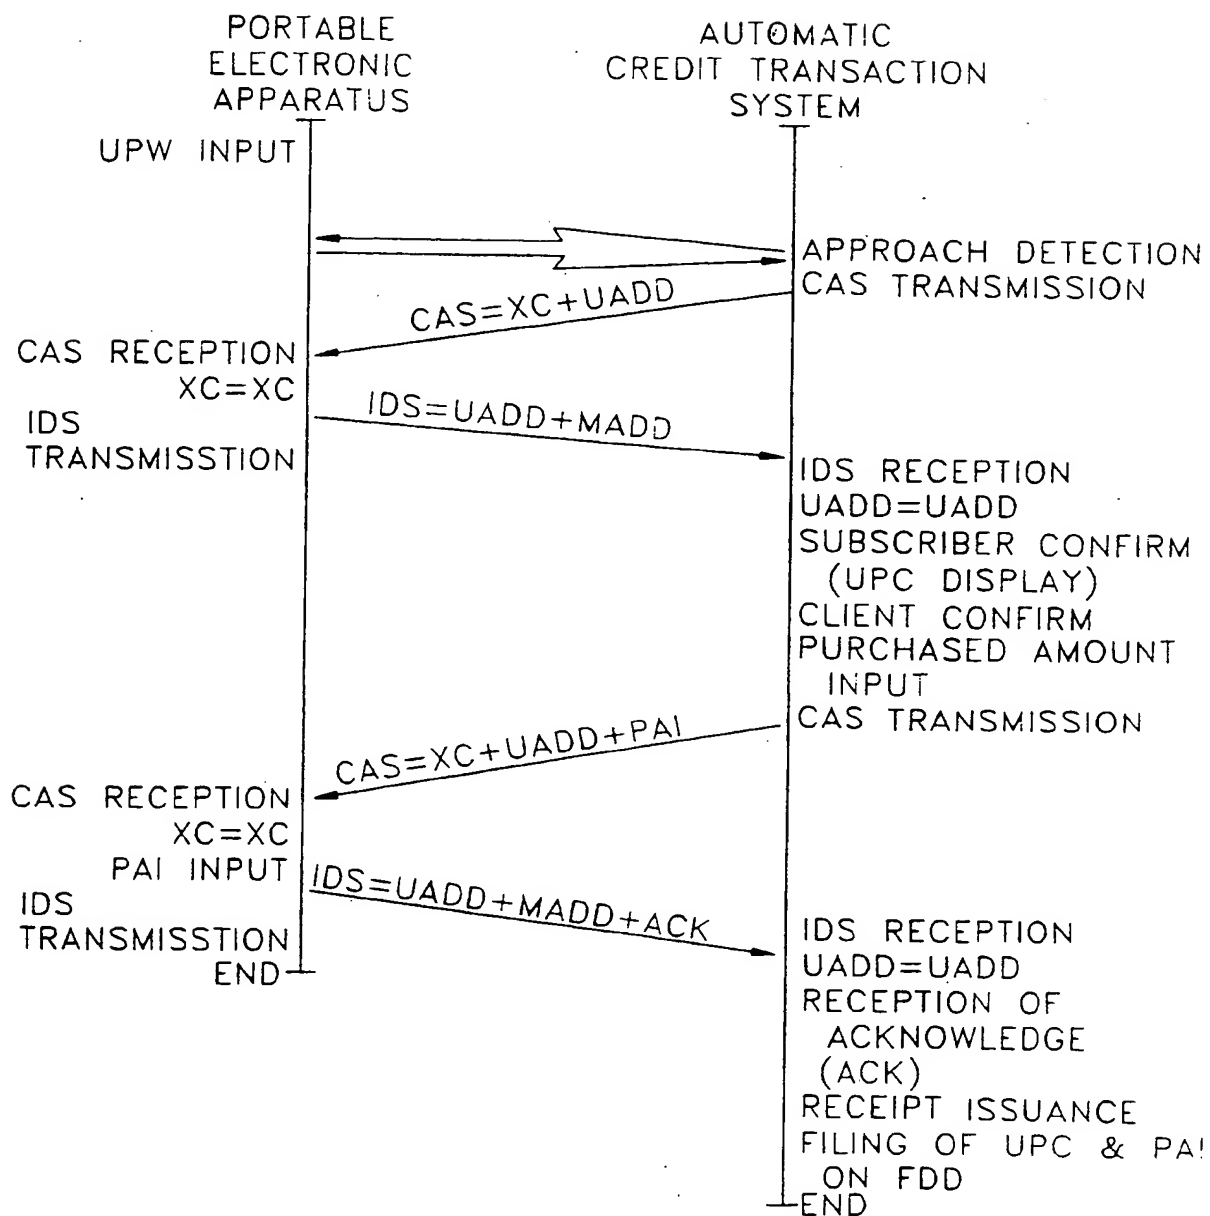 PORTABLE
ELECTRONIC
APPARATUS
AUTOMATIC
CREDIT TRANSACTION
SYSTEM
UPW INPUT
APPROACH DETECTION
CAS TRANSMISSION
CAS=XC+UADD
CAS RECEPTION
XC=XC
IDS=UADD+MADD
IDS
TRANSMISSTION
IDS RECEPTION
UADD=UADD
SUBSCRIBER CONFIRM
(UPC DISPLAY)
CLIENT CONFIRM
PURCHASED AMOUNT
INPUT
CAS TRANSMISSION
CAS=XC+UADD+PAI
CAS RECEPTION
XC=XC
PAI INPUT
IDS=UADD+MADD+ACK
IDS
TRANSMISSTION
END
IDS RECEPTION
UADD=UADD
RECEPTION OF
ACKNOWLEDGE
(ACK)
RECEIPT ISSUANCE
FILING OF UPC & PAI
ON FDD
END